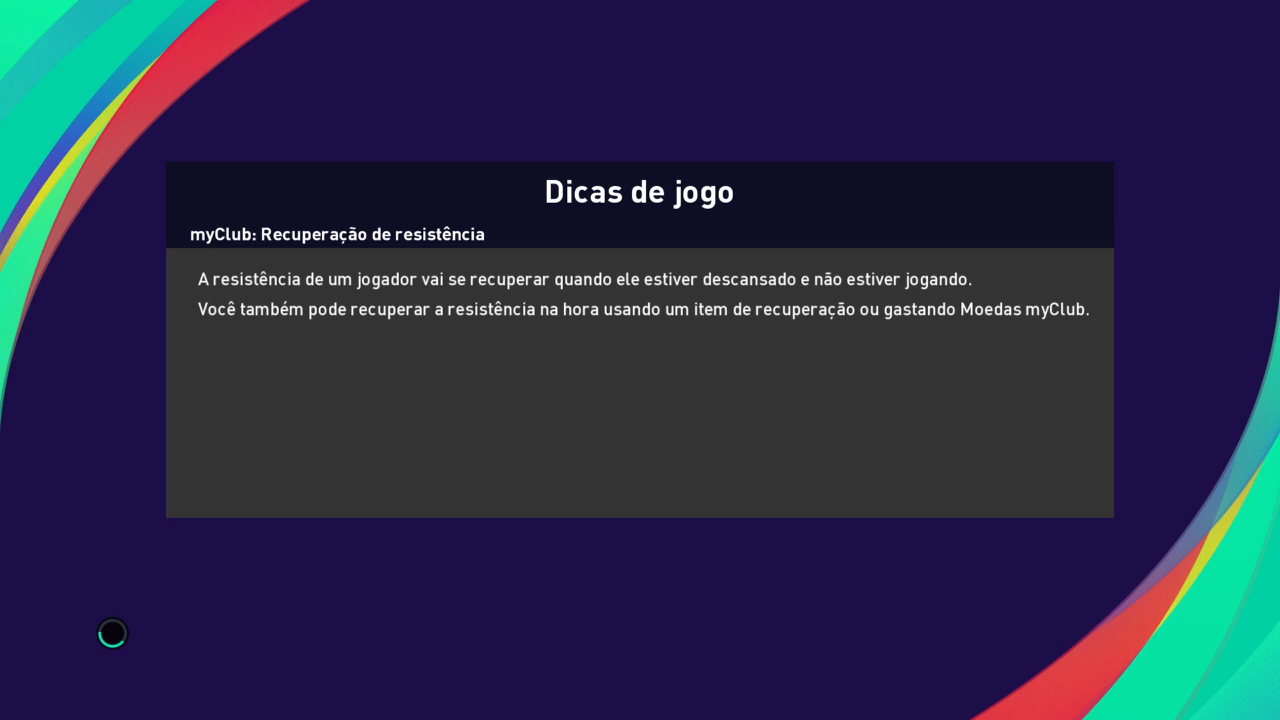 Dicas de jogo
myClub: Recuperação de resistência
A resistência de um jogador vai se recuperar quando ele estiver descansado e não estiver jogando.
Você também pode recuperar a resistência na hora usando um item de recuperação ou gastando Moedas myClub.